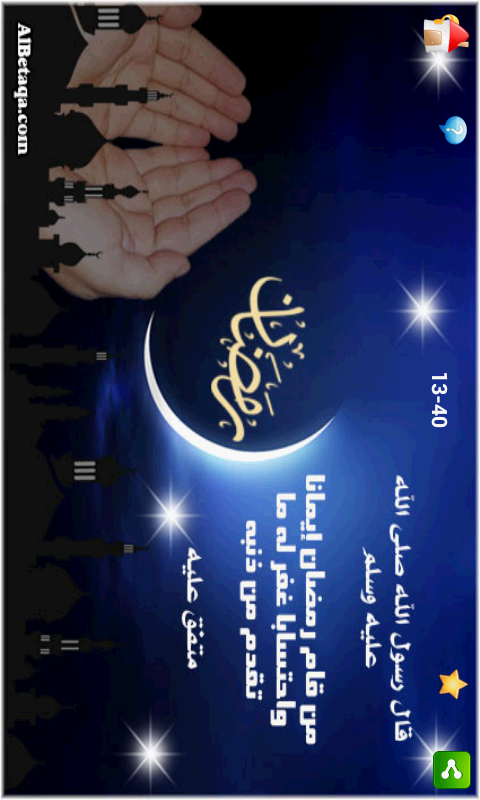 13-40
قال رسول الله صلى الله
عليه وسلم
من قام رمضان إيمانا
واحتسابا غفر له ما
تقدم من ذنبه
متفق عليه
رمضان
AlBetaqa.com